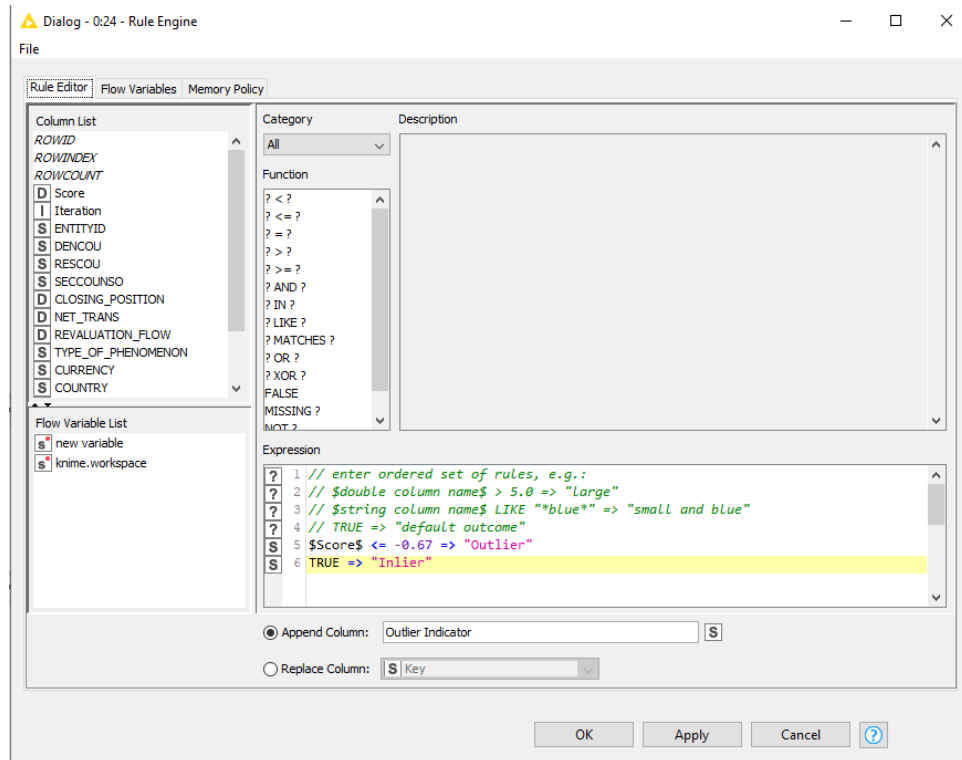 Dialog - 0:24 - Rule Engine
File
Rule Editor Flow Variables Memory Policy
Column List
ROWID
ROWINDEX
ROWCOUNT
D Score
I Iteration
S ENTITYID
S DENCOU
S RESCOU
S SECCOUNSO
D CLOSING_POSITION
D NET_TRANS
D REVALUATION_FLOW
S TYPE_OF_PHENOMENON
S CURRENCY
S COUNTRY
Flow Variable List
s new variable
s knime.workspace
Category
All
Function
? < ?
? <= ?
? = ?
? > ?
? >= ?
? AND ?
? IN ?
? LIKE ?
? MATCHES ?
? OR ?
? XOR ?
FALSE
MISSING ?
NOT ?
Description
Expression
? 1 // enter ordered set of rules, e.g.:
? 2 // $double column name$ > 5.0 => "large"
? 3 // $string column name$ LIKE "*blue*" => "small and blue"
? 4 // TRUE => "default outcome"
S 5 $Score$ <= -0.67 => "Outlier"
S 6 TRUE => "Inlier"
Append Column: Outlier Indicator S
Replace Column: S Key
OK Apply Cancel ?